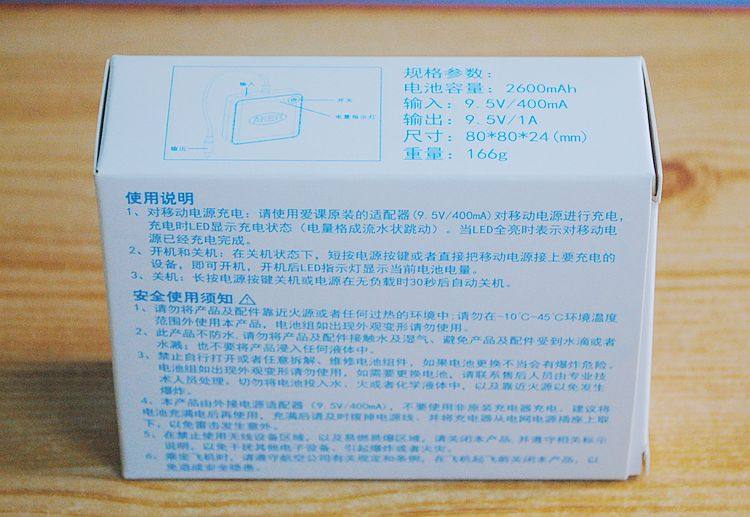 规格参数：
电池容量：2600mAh
输入：9.5V/400mA
输出：9.5V/1A
尺寸：80*80*24(mm)
重量：166g
输入
开关
电量指示灯
输出
使用说明
1、对移动电源充电：请使用爱课原装的适配器(9.5V/400mA)对移动电源进行充电，
充电时LED显示充电状态（电量格成流水状跳动）。当LED全亮时表示对移动电
源已经充电完成。
2、开机和关机：在关机状态下，短按电源按键或者直接把移动电源接上要充电的
设备，即可开机，开机后LED指示灯显示当前电池电量。
3、关机：长按电源按键关机或电源在无负载时30秒后自动关机。
安全使用须知
1、请勿将产品及配件靠近火源或者任何过热的环境中；请勿在-10℃-45℃环境温度
范围外使用本产品，电池组如出现外观变形请勿使用。
2、此产品不防水，请勿将产品及配件接触水及湿气、避免产品及配件受到水滴或者
水溅；也不要将产品浸入任何液体中。
3、禁止自行打开或者任意拆解、维修电池组件，如果电池更换不当会有爆炸危险。
电池组如出现外观变形请勿使用，如需要更换电池，请联系售后人员由专业技
术人员处理。切勿将电池投入水、火或者化学液体中，以及靠近火源以免发生
爆炸。
4、本产品由外接电源适配器（9.5V/400mA），不要使用非原装充电器充电。建议将
电池充满电后再使用，充满后请及时拔掉电源线、并将充电器从电网电源插座上取
下，以免雷击发生意外。
5、在禁止使用无线设备区域，以及易燃易爆区域，请关闭本产品，并遵守相关标示
说明，以免干扰其他电子设备、引起爆炸或者火灾。
6、乘坐飞机时，请遵守航空公司有关规定和条例，在飞机起飞前关闭本产品，以
免造成安全隐患。